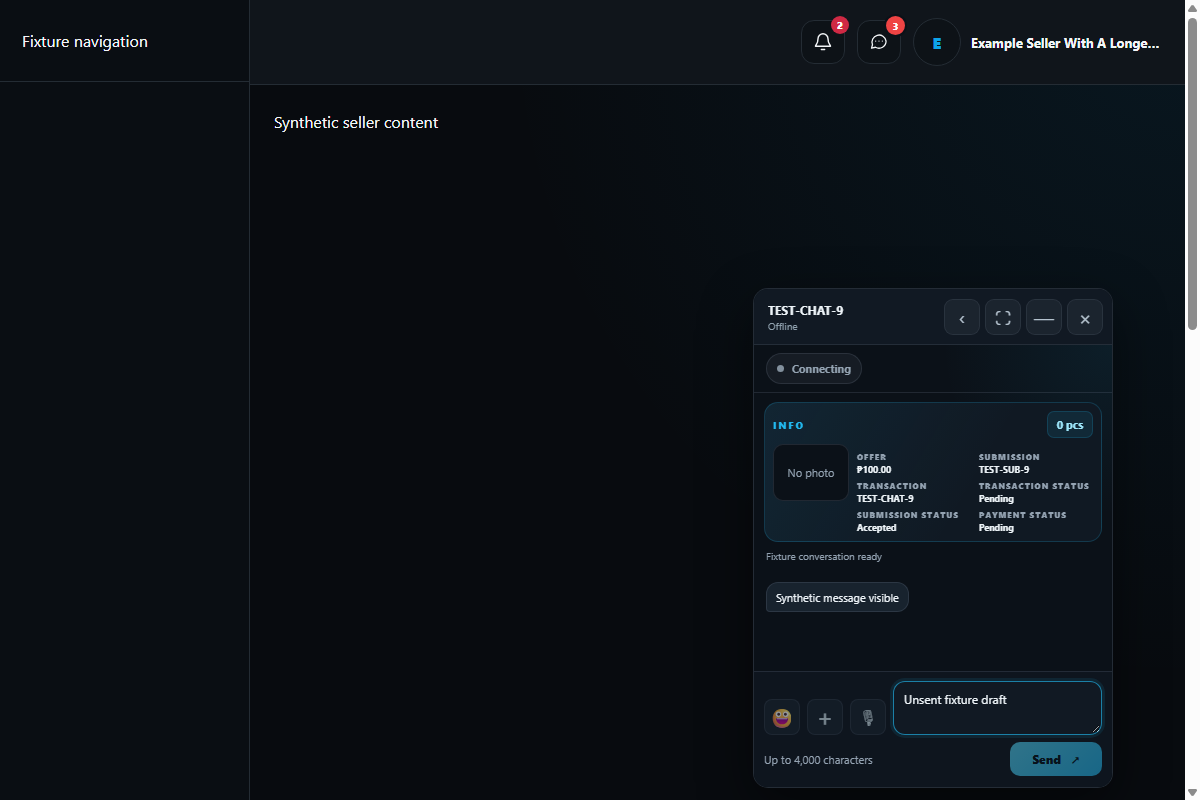 Fixture navigation
2
3
E
Example Seller With A Longe...
Synthetic seller content
TEST-CHAT-9
Offline
Connecting
INFO
0 pcs
No photo
OFFER
₱100.00
SUBMISSION
TEST-SUB-9
TRANSACTION
TEST-CHAT-9
TRANSACTION STATUS
Pending
SUBMISSION STATUS
Accepted
PAYMENT STATUS
Pending
Fixture conversation ready
Synthetic message visible
Unsent fixture draft
Up to 4,000 characters
Send ↗